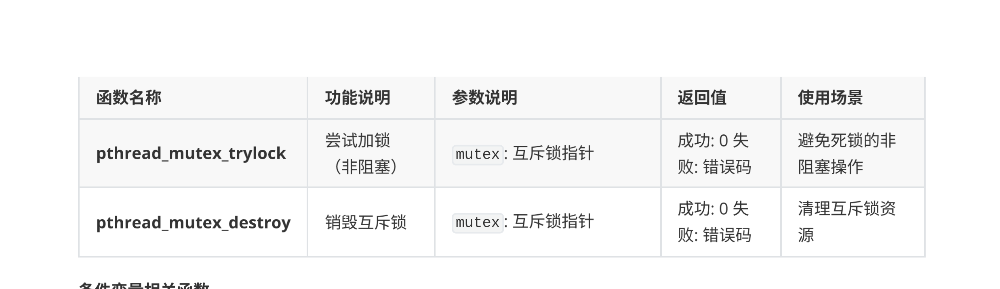 函数名称 功能说明 参数说明 返回值 使用场景
pthread_mutex_trylock 尝试加锁 mutex: 互斥锁指针 成功: 0 失 避免死锁的非
（非阻塞） 败: 错误码 阻塞操作
pthread_mutex_destroy 销毁互斥锁 mutex: 互斥锁指针 成功: 0 失 清理互斥锁资
败: 错误码 源
条件变量相关函数